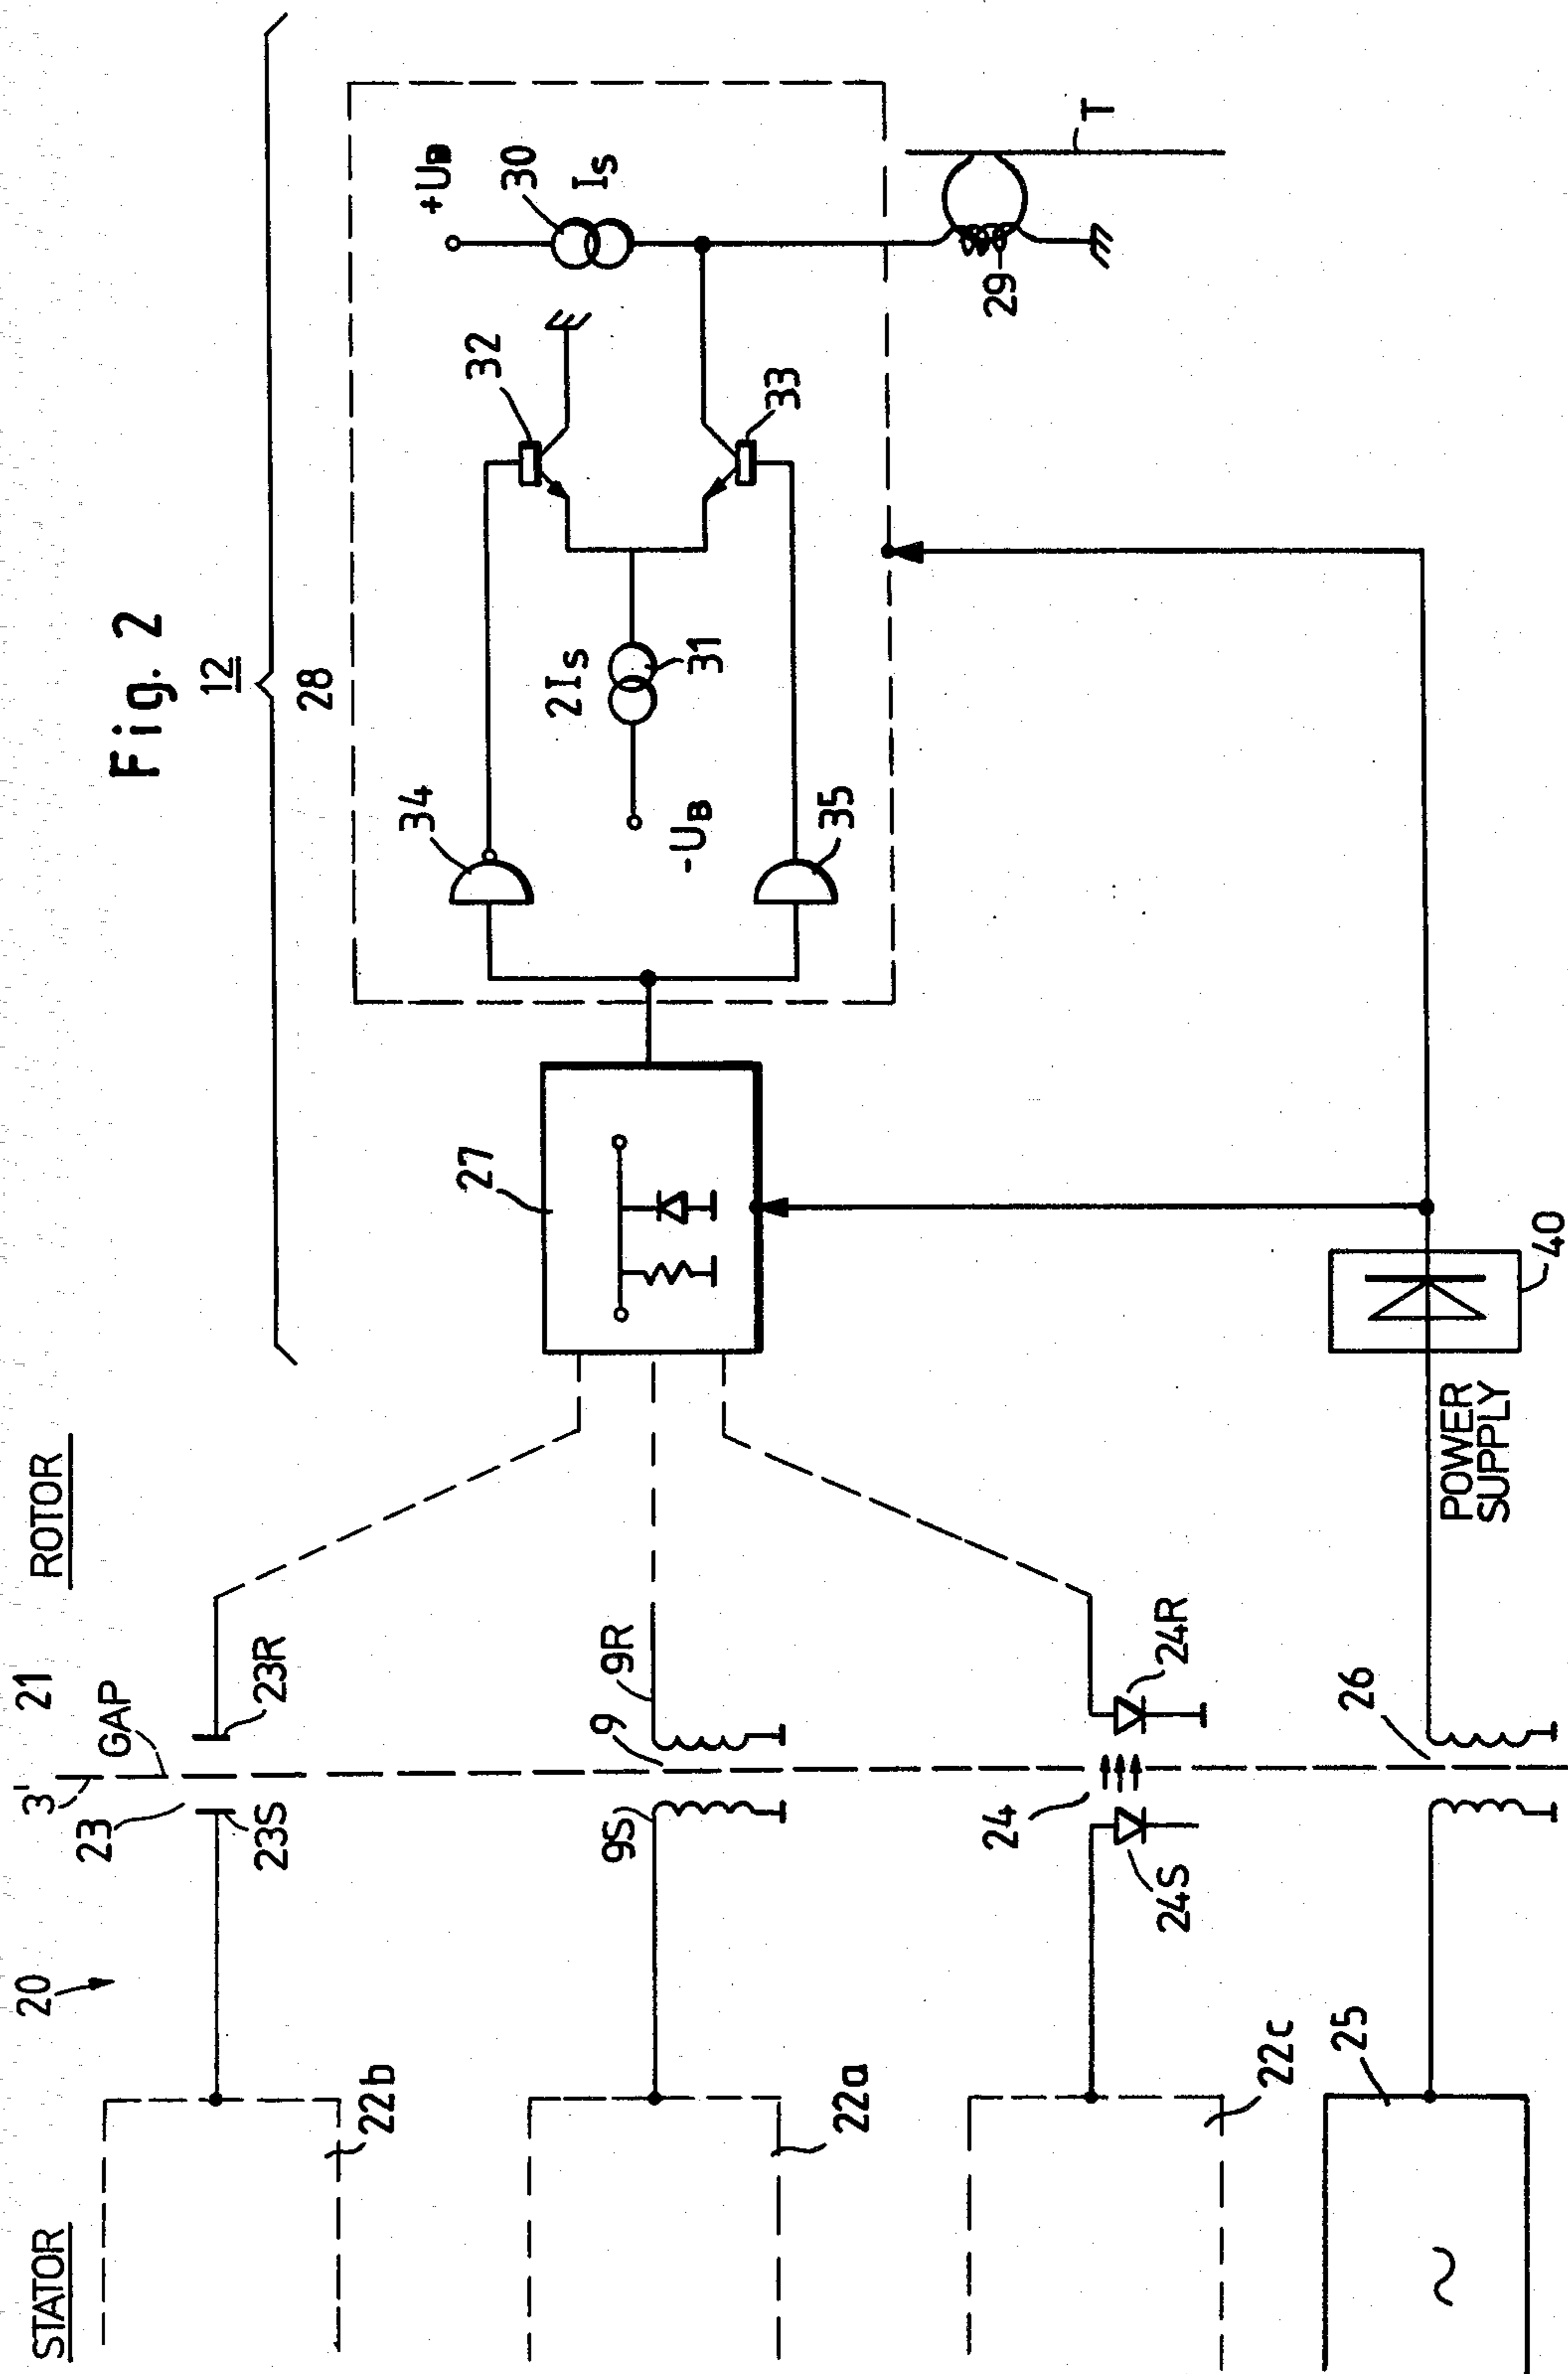 Fig. 2
12
28
STATOR
20
3'
21
ROTOR
GAP
23
23S
23R
22b
27
34
32
+UB
30
IS
2IS
31
-UB
33
35
29
T
9S
9
9R
22a
24
24S
24R
22c
25
26
POWER
SUPPLY
40